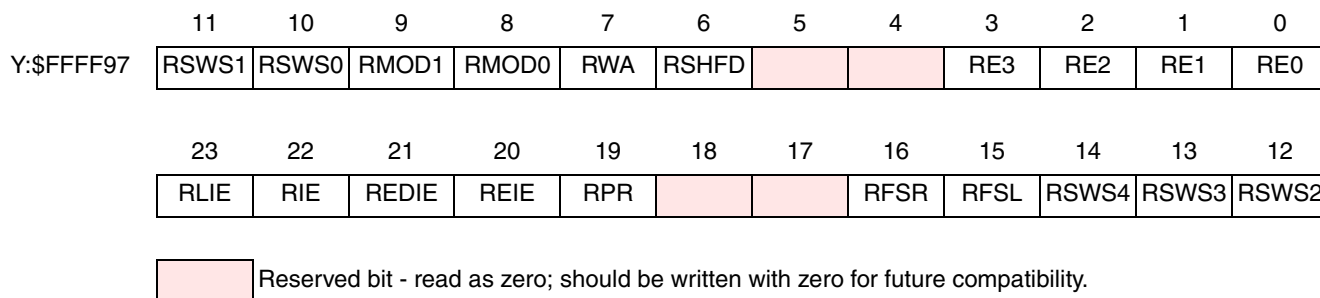 11 10 9 8 7 6 5 4 3 2 1 0
Y:$FFFF97 RSWS1 RSWS0 RMOD1 RMOD0 RWA RSHFD RE3 RE2 RE1 RE0
23 22 21 20 19 18 17 16 15 14 13 12
RLIE RIE REDIE REIE RPR RFSR RFSL RSWS4 RSWS3 RSWS2
Reserved bit - read as zero; should be written with zero for future compatibility.